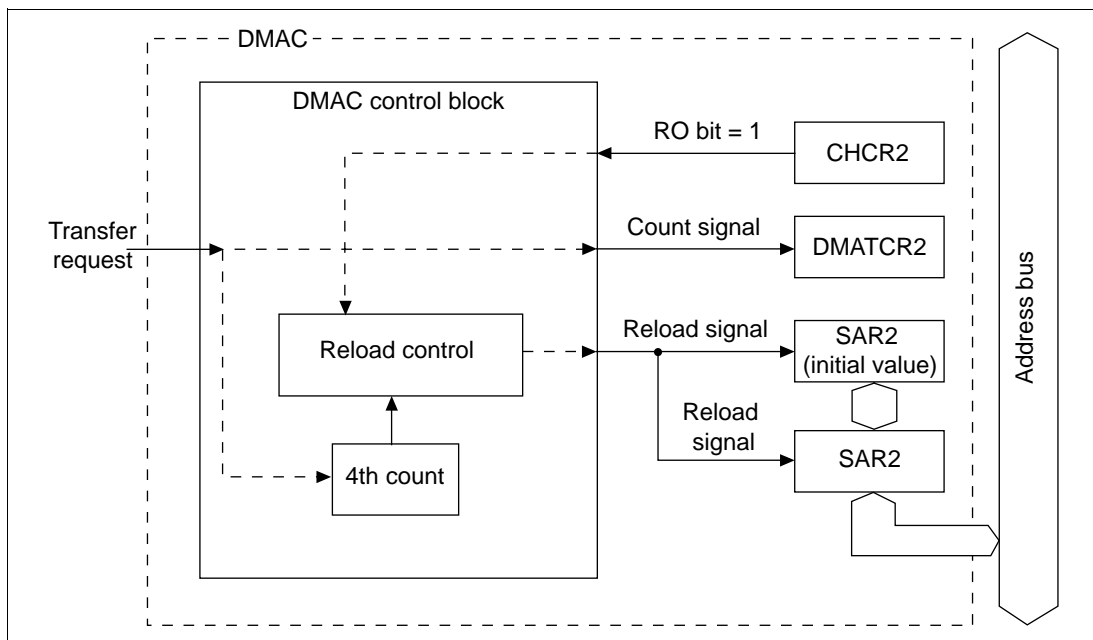 DMAC
DMAC control block
RO bit = 1
CHCR2
Transfer
request
Count signal
DMATCR2
Reload control
Reload signal
SAR2
(initial value)
Reload
signal
SAR2
4th count
Address bus